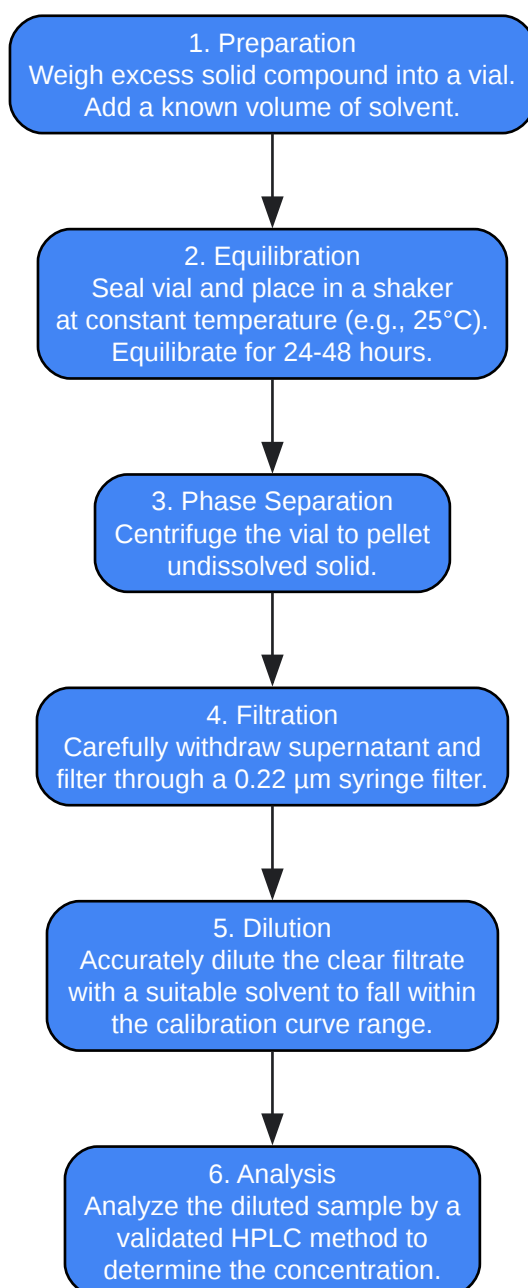 1. Preparation
Weigh excess solid compound into a vial.
Add a known volume of solvent.
2. Equilibration
Seal vial and place in a shaker
at constant temperature (e.g., 25°C).
Equilibrate for 24-48 hours.
3. Phase Separation
Centrifuge the vial to pellet
undissolved solid.
4. Filtration
Carefully withdraw supernatant and
filter through a 0.22 µm syringe filter.
5. Dilution
Accurately dilute the clear filtrate
with a suitable solvent to fall within
the calibration curve range.
6. Analysis
Analyze the diluted sample by a
validated HPLC method to
determine the concentration.